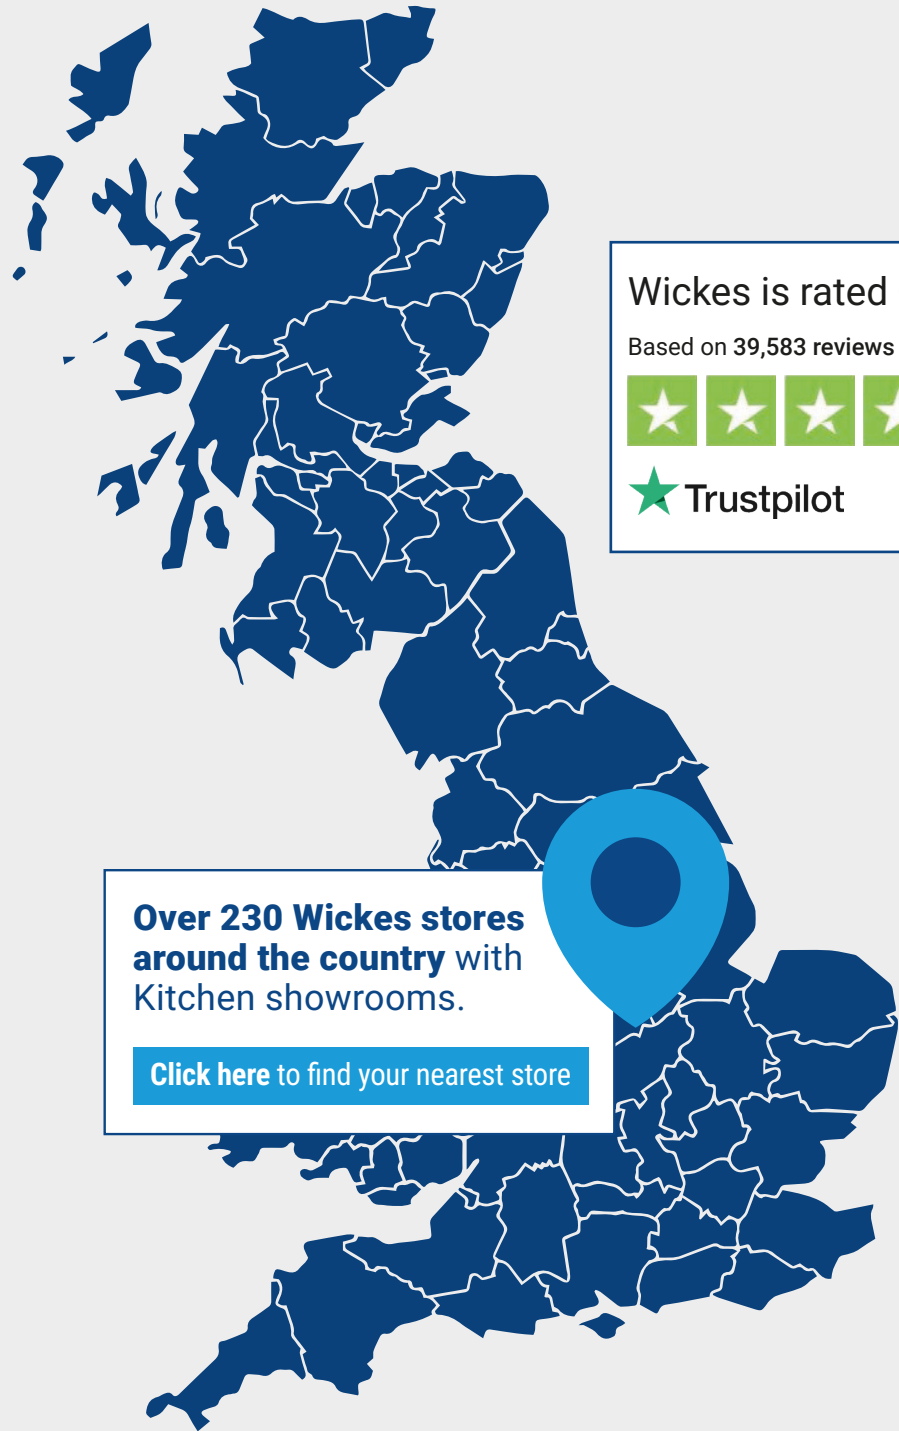 Wickes is rated
Based on 39,583 reviews
Trustpilot
Over 230 Wickes stores
around the country with
Kitchen showrooms.
Click here to find your nearest store